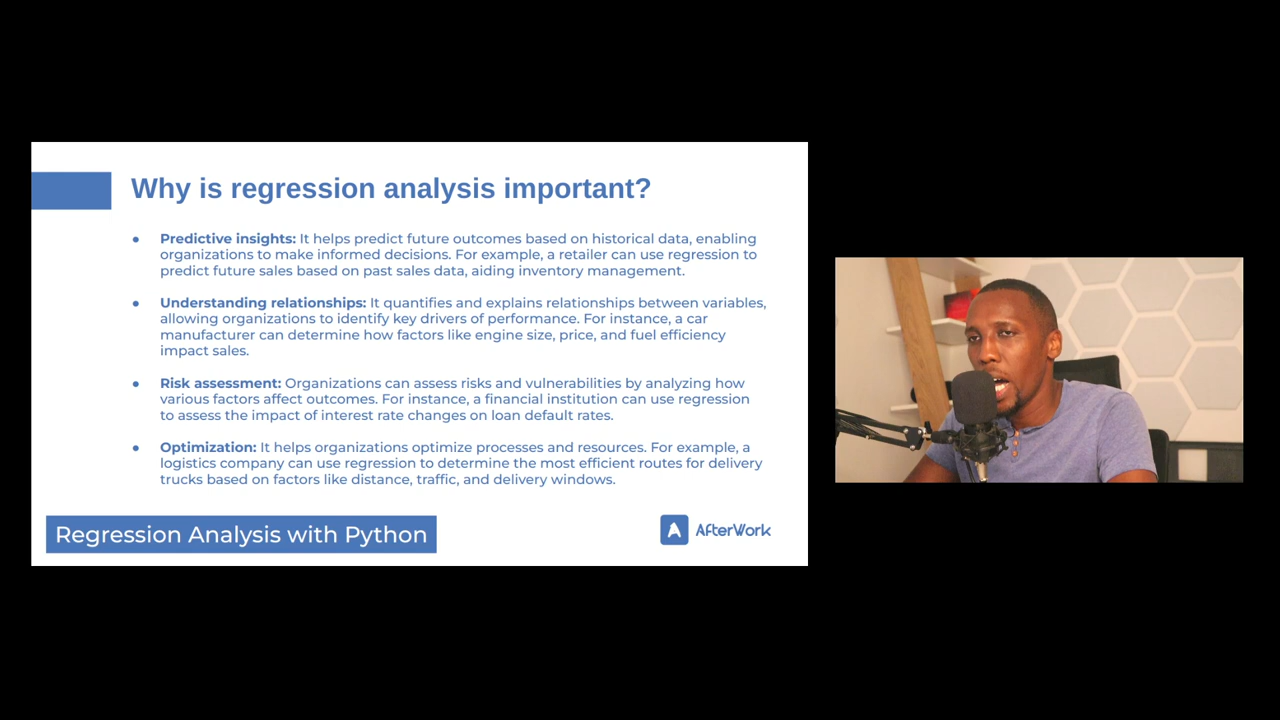 Why is regression analysis important?
● Predictive insights: It helps predict future outcomes based on historical data, enabling
organizations to make informed decisions. For example, a retailer can use regression to
predict future sales based on past sales data, aiding inventory management.
● Understanding relationships: It quantifies and explains relationships between variables,
allowing organizations to identify key drivers of performance. For instance, a car
manufacturer can determine how factors like engine size, price, and fuel efficiency
impact sales.
● Risk assessment: Organizations can assess risks and vulnerabilities by analyzing how
various factors affect outcomes. For instance, a financial institution can use regression
to assess the impact of interest rate changes on loan default rates.
● Optimization: It helps organizations optimize processes and resources. For example, a
logistics company can use regression to determine the most efficient routes for delivery
trucks based on factors like distance, traffic, and delivery windows.
Regression Analysis with Python
AfterWork